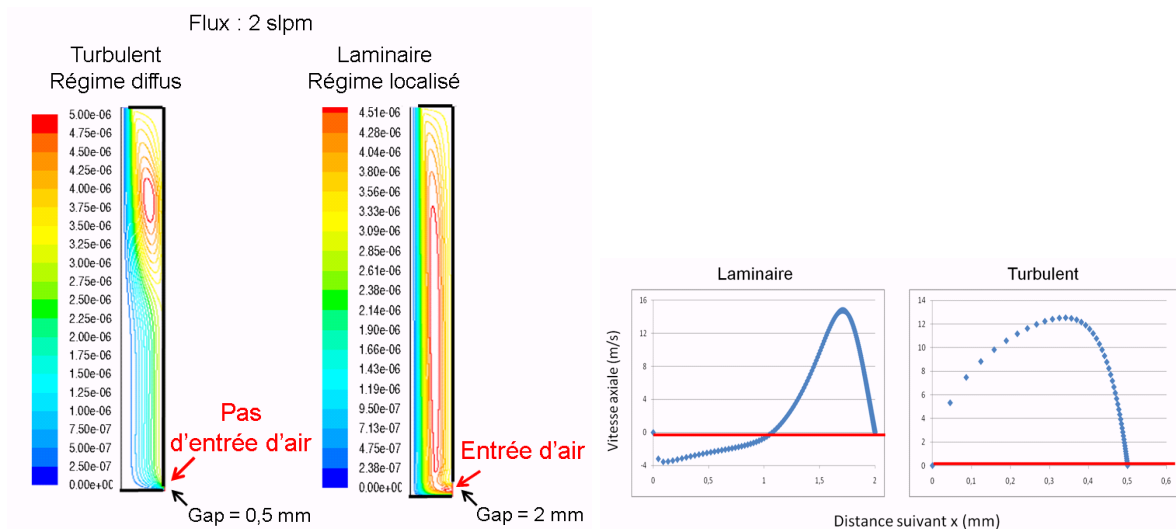 Flux : 2 slpm
Turbulent
Régime diffus
5.00e-06
4.75e-06
4.50e-06
4.25e-06
4.00e-06
3.75e-06
3.50e-06
3.25e-06
3.00e-06
2.75e-06
2.50e-06
2.25e-06
2.00e-06
1.75e-06
1.50e-06
1.25e-06
1.00e-06
7.50e-07
5.00e-07
2.50e-07
0.00e+00
Pas
d'entrée d'air
Gap = 0,5 mm
Laminaire
Régime localisé
4.51e-06
4.28e-06
4.04e-06
3.80e-06
3.56e-06
3.33e-06
3.09e-06
2.85e-06
2.61e-06
2.38e-06
2.14e-06
1.90e-06
1.66e-06
1.43e-06
1.19e-06
9.50e-07
7.13e-07
4.75e-07
2.38e-07
0.00e+00
Entrée d'air
Gap = 2 mm
Laminaire
Vitesse axiale (m/s)
16
12
8
4
0
-4
0
0,5
1
1,5
2
Turbulent
14
12
10
8
6
4
2
0
0
0,1
0,2
0,3
0,4
0,5
0,6
Distance suivant x (mm)